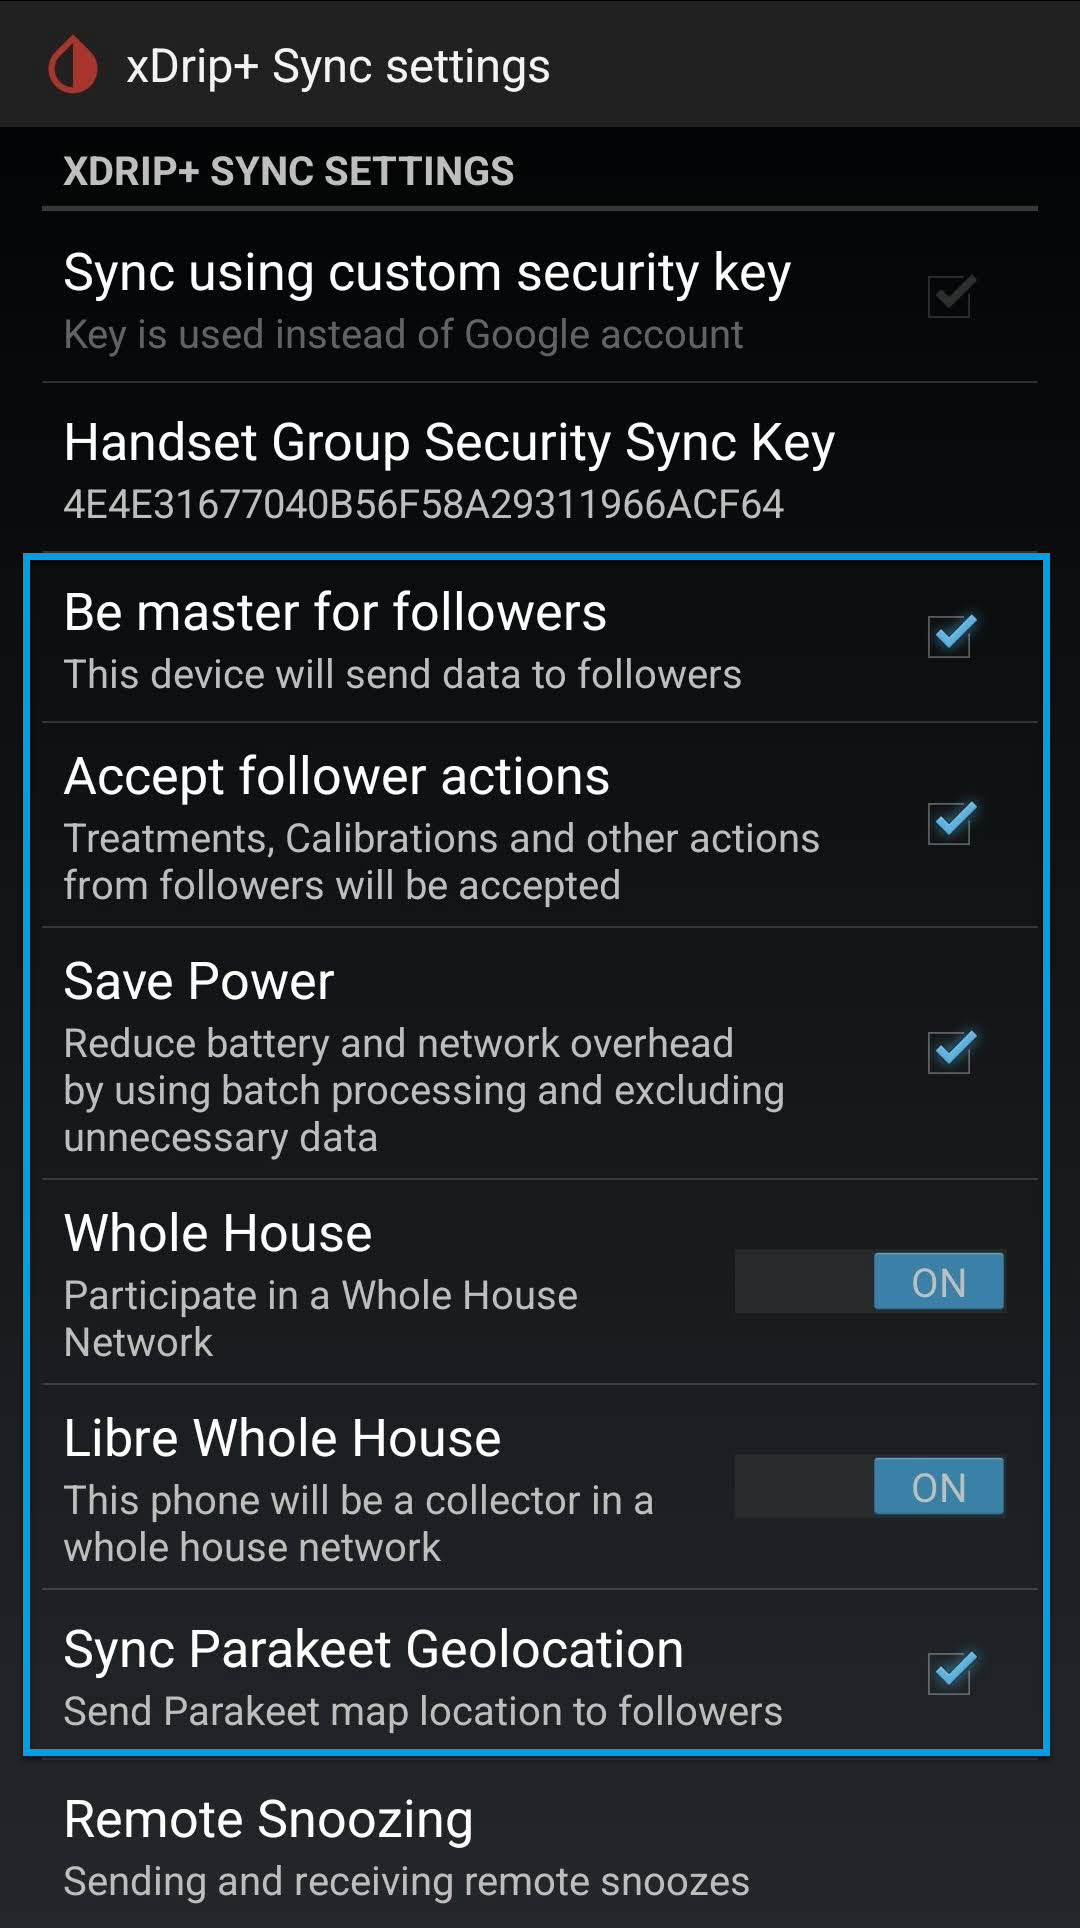 xDrip+ Sync settings
XDRIP+ SYNC SETTINGS
Sync using custom security key
Key is used instead of Google account
Handset Group Security Sync Key
4E4E31677040B56F58A29311966ACF64
Be master for followers
This device will send data to followers
Accept follower actions
Treatments, Calibrations and other actions
from followers will be accepted
Save Power
Reduce battery and network overhead
by using batch processing and excluding
unnecessary data
Whole House
Participate in a Whole House
Network
ON
Libre Whole House
This phone will be a collector in a
whole house network
ON
Sync Parakeet Geolocation
Send Parakeet map location to followers
Remote Snoozing
Sending and receiving remote snoozes